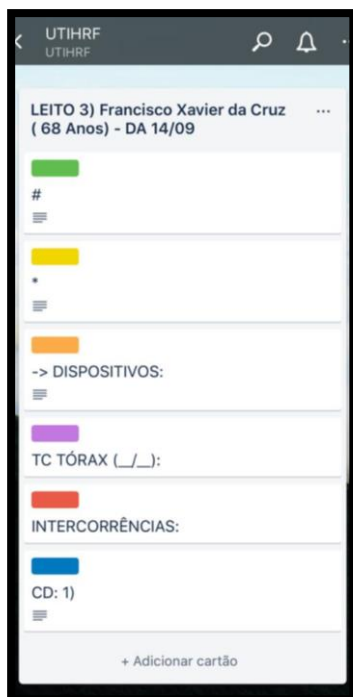 UTIHRF
UTIHRF
LEITO 3) Francisco Xavier da Cruz
( 68 Anos) - DA 14/09
#
*
-> DISPOSITIVOS:
TC TÓRAX (__/__):
INTERCORRÊNCIAS:
CD: 1)
+ Adicionar cartão